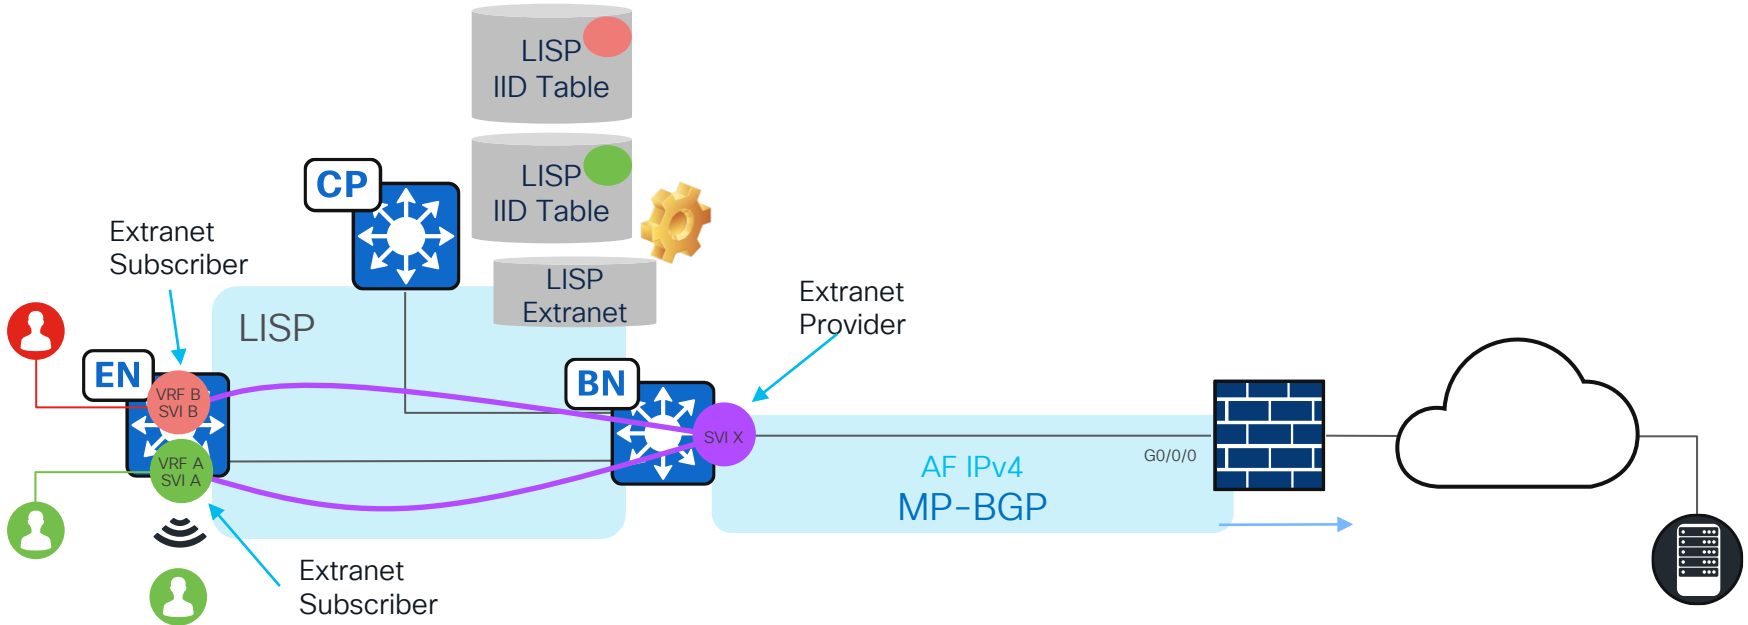 LISP
IID Table
LISP
IID Table
CP
Extranet
Subscriber
LISP
Extranet
Extranet
Provider
LISP
EN
VRF B
SVI B
BN
SVI X
VRF A
SVI A
G0/0/0
AF IPv4
MP-BGP
Extranet
Subscriber